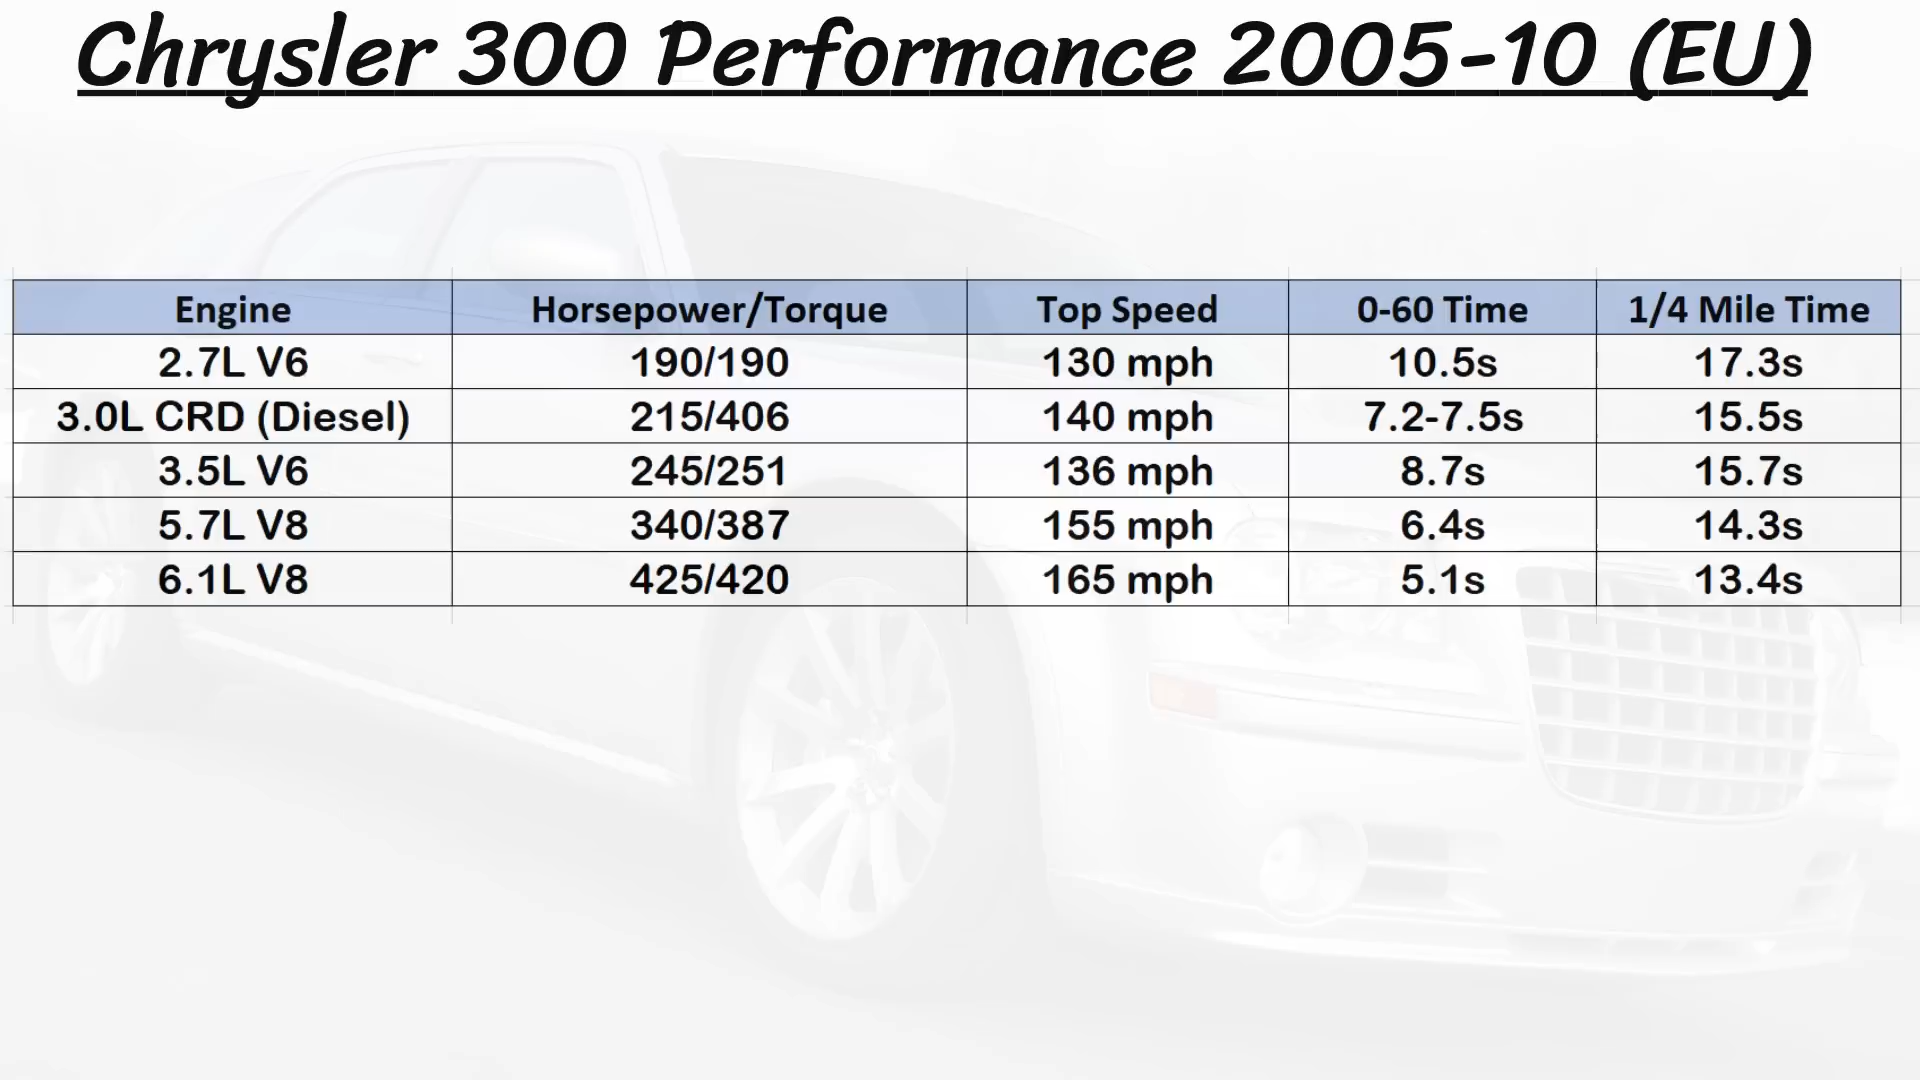 Chrysler 300 Performance 2005-10 (EU)
Engine Horsepower/Torque Top Speed 0-60 Time 1/4 Mile Time
2.7L V6 190/190 130 mph 10.5s 17.3s
3.0L CRD (Diesel) 215/406 140 mph 7.2-7.5s 15.5s
3.5L V6 245/251 136 mph 8.7s 15.7s
5.7L V8 340/387 155 mph 6.4s 14.3s
6.1L V8 425/420 165 mph 5.1s 13.4s